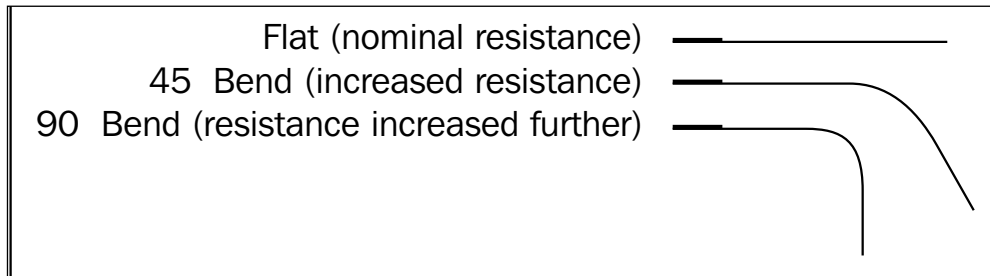 Flat (nominal resistance)
45 Bend (increased resistance)
90 Bend (resistance increased further)